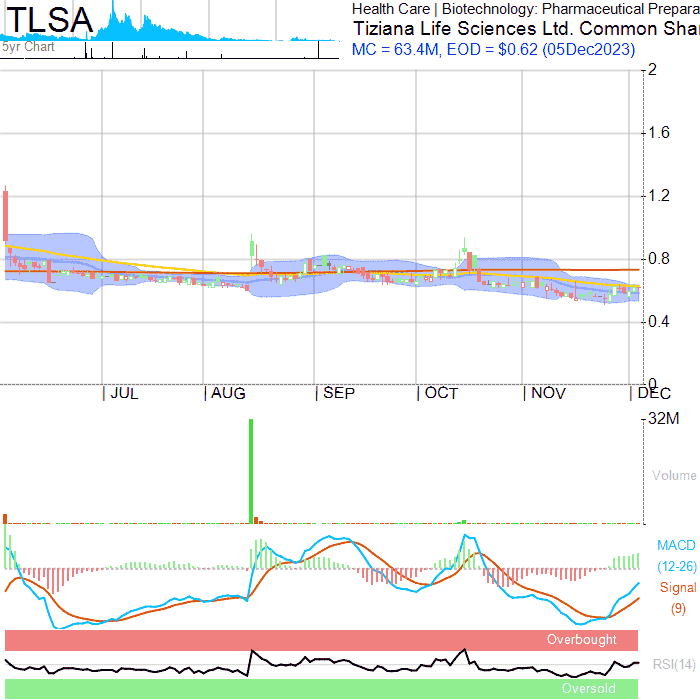 TLSA
5yr Chart
Health Care | Biotechnology: Pharmaceutical Prepara
Tiziana Life Sciences Ltd. Common Shar
MC = 63.4M, EOD = $0.62 (05Dec2023)
2
1.6
1.2
0.8
0.4
0
JUL
AUG
SEP
OCT
NOV
DEC
32M
Volume
MACD
(12-26)
Signal
(9)
Overbought
RSI(14)
Oversold